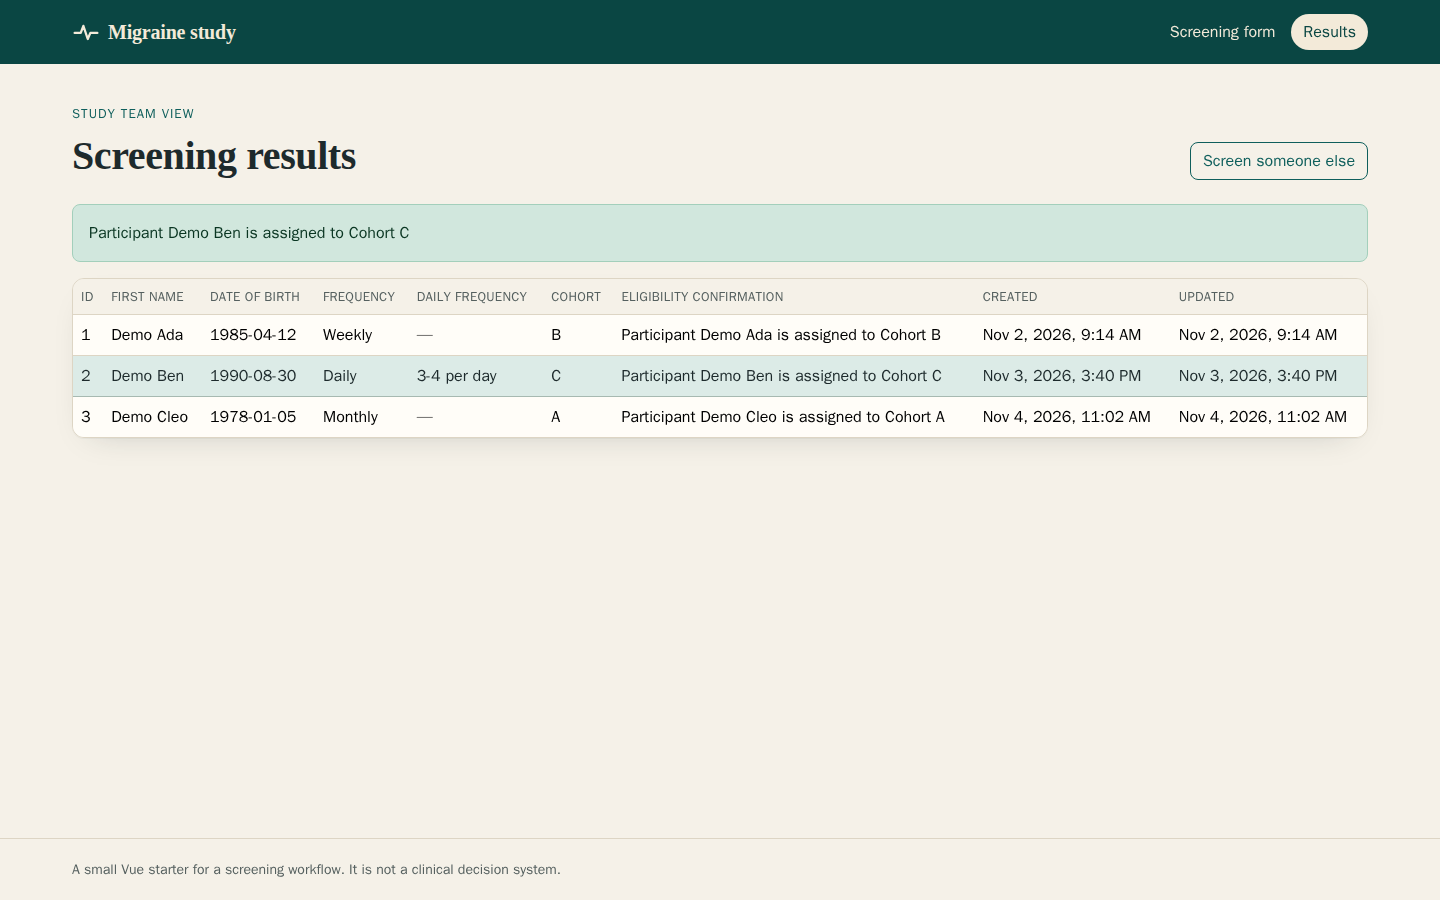 Migraine study
Screening form
Results
STUDY TEAM VIEW
Screening results
Screen someone else
Participant Demo Ben is assigned to Cohort C
ID FIRST NAME DATE OF BIRTH FREQUENCY DAILY FREQUENCY COHORT ELIGIBILITY CONFIRMATION CREATED UPDATED
1 Demo Ada 1985-04-12 Weekly — B Participant Demo Ada is assigned to Cohort B Nov 2, 2026, 9:14 AM Nov 2, 2026, 9:14 AM
2 Demo Ben 1990-08-30 Daily 3-4 per day C Participant Demo Ben is assigned to Cohort C Nov 3, 2026, 3:40 PM Nov 3, 2026, 3:40 PM
3 Demo Cleo 1978-01-05 Monthly — A Participant Demo Cleo is assigned to Cohort A Nov 4, 2026, 11:02 AM Nov 4, 2026, 11:02 AM
A small Vue starter for a screening workflow. It is not a clinical decision system.